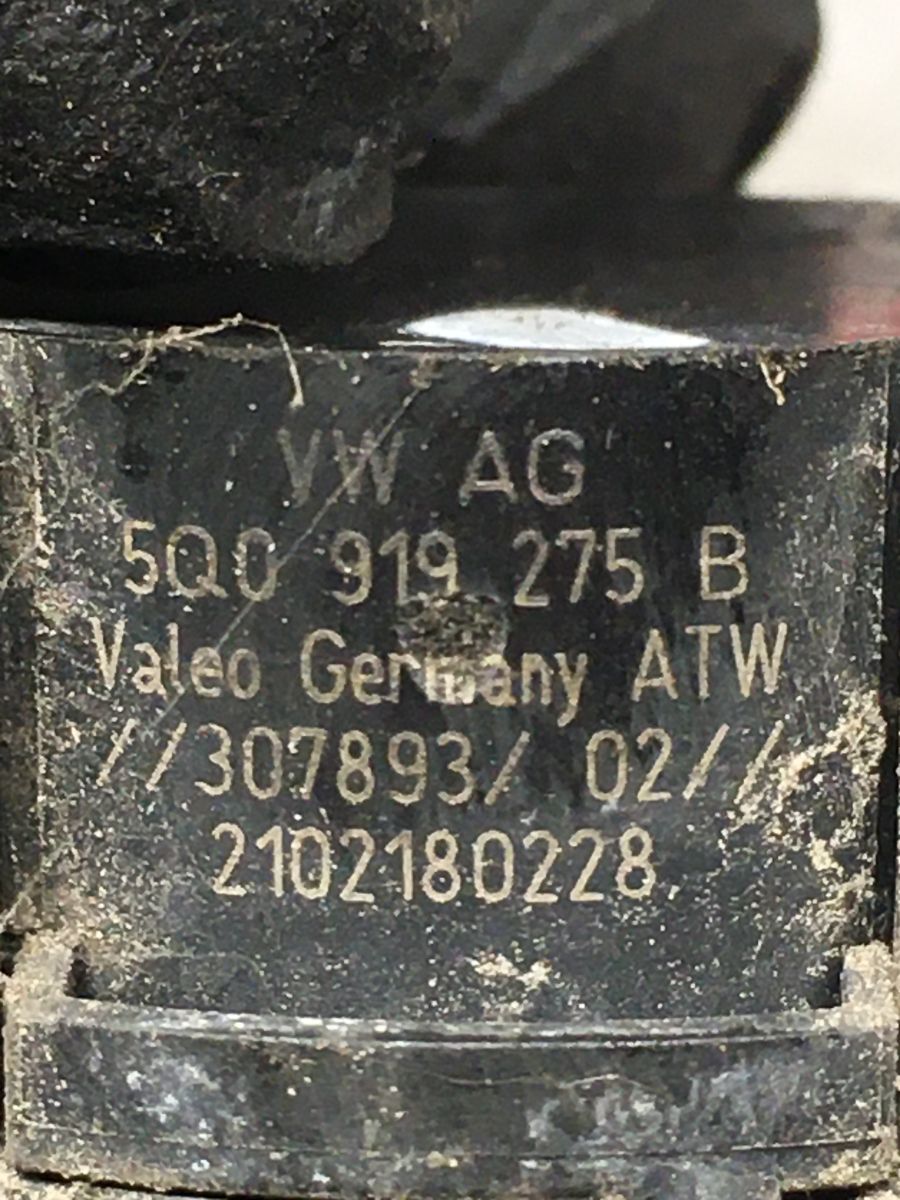 VW AG
5Q0 919 275 B
Valeo Germany ATW
//307893/ 02//
2102180228